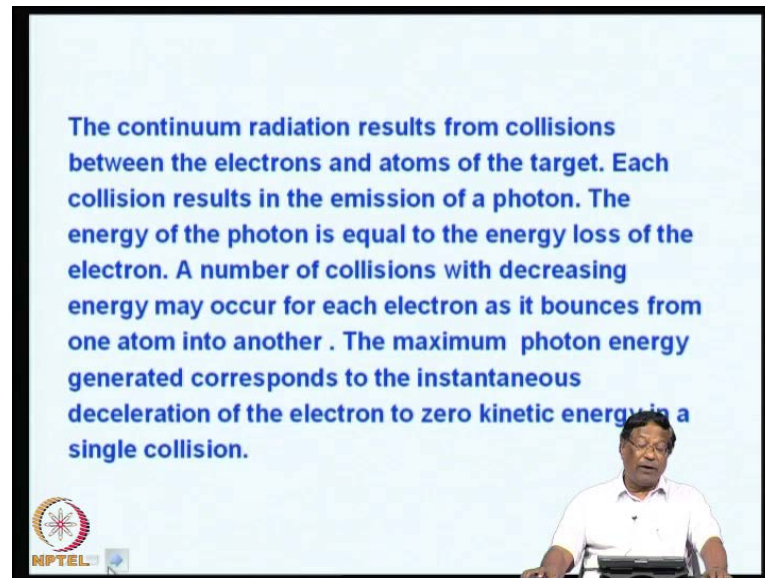 The continuum radiation results from collisions
between the electrons and atoms of the target. Each
collision results in the emission of a photon. The
energy of the photon is equal to the energy loss of the
electron. A number of collisions with decreasing
energy may occur for each electron as it bounces from
one atom into another . The maximum photon energy
generated corresponds to the instantaneous
deceleration of the electron to zero kinetic energy in a
single collision.
NPTEL